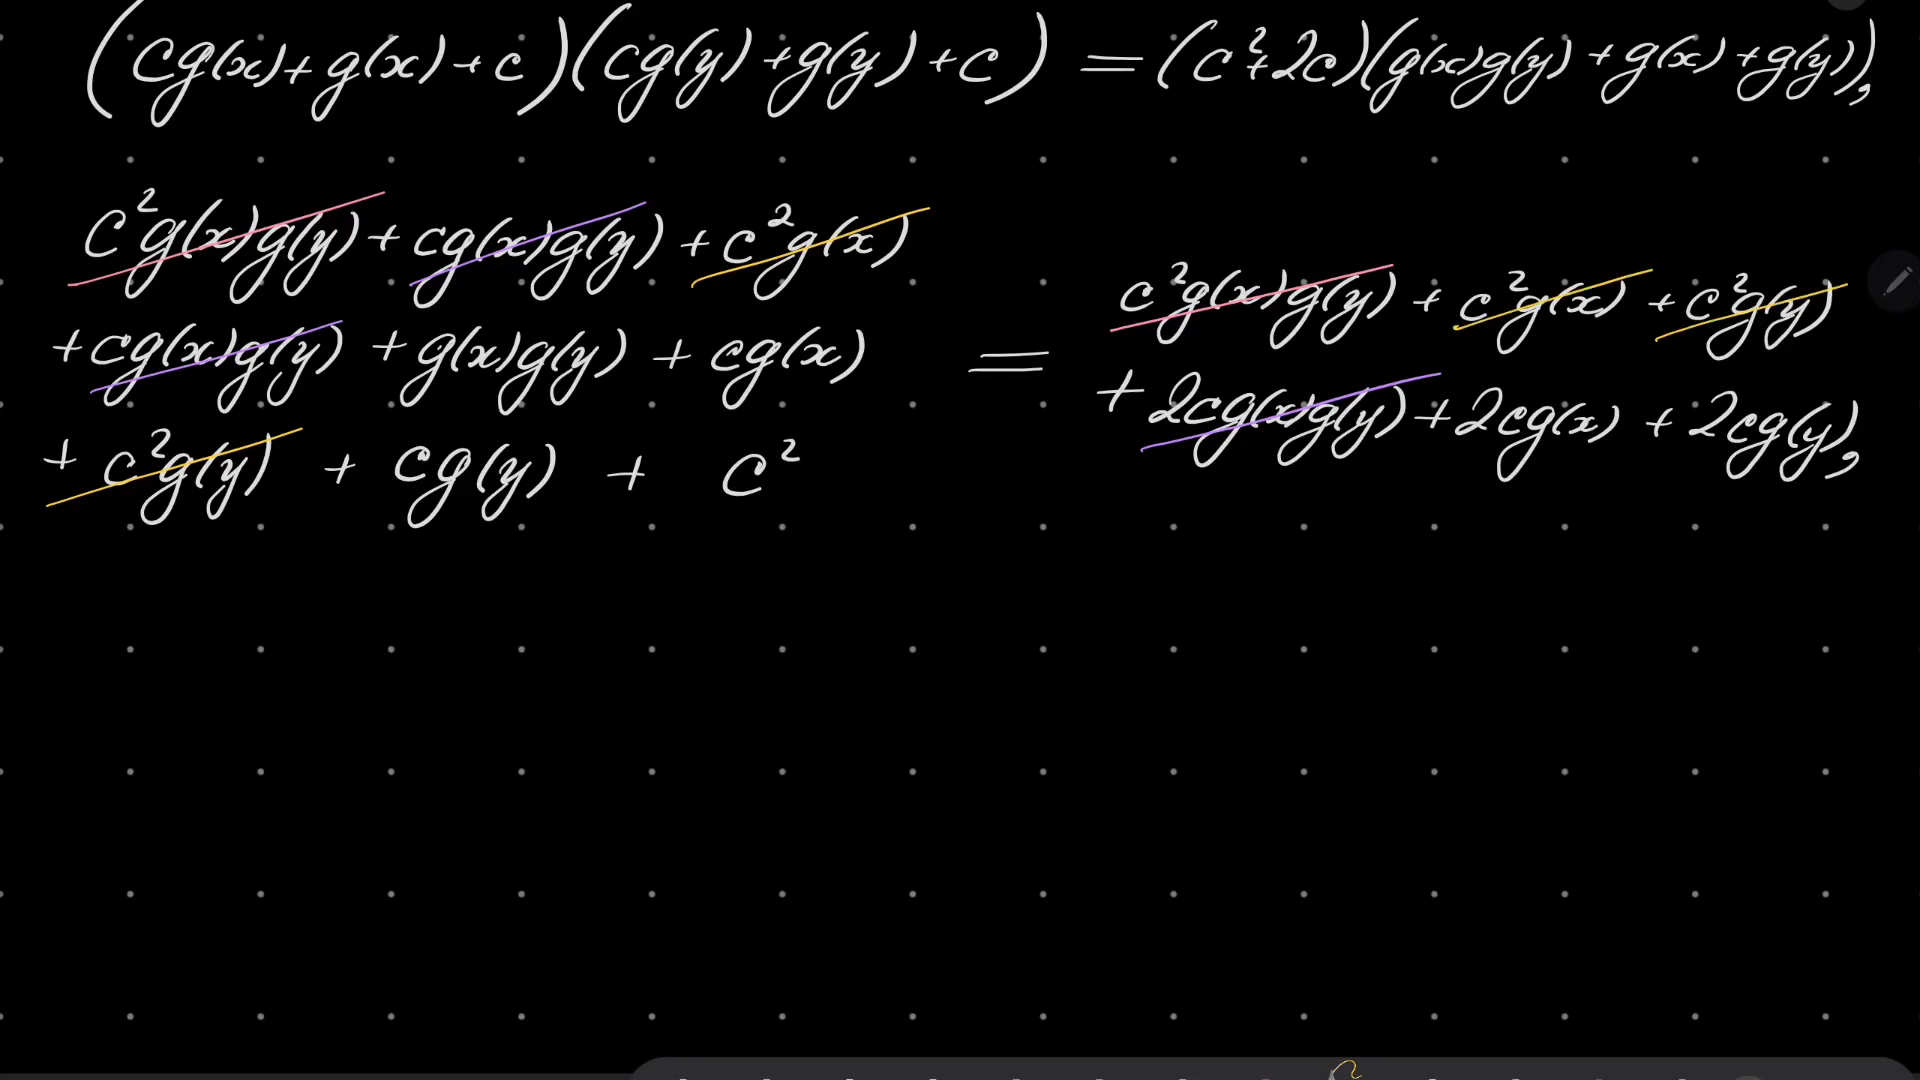 (cg(x)+g(x)+c)(cg(y)+g(y)+c) = (c²+2c)(g(x)g(y)+g(x)+g(y)),
c²g(x)g(y)+cg(x)g(y)+c²g(x)
+cg(x)g(y)+g(x)g(y)+cg(x)
+c²g(y)+cg(y)+c²
=
c²g(x)g(y)+c²g(x)+c²g(y)
+2cg(x)g(y)+2cg(x)+2cg(y),